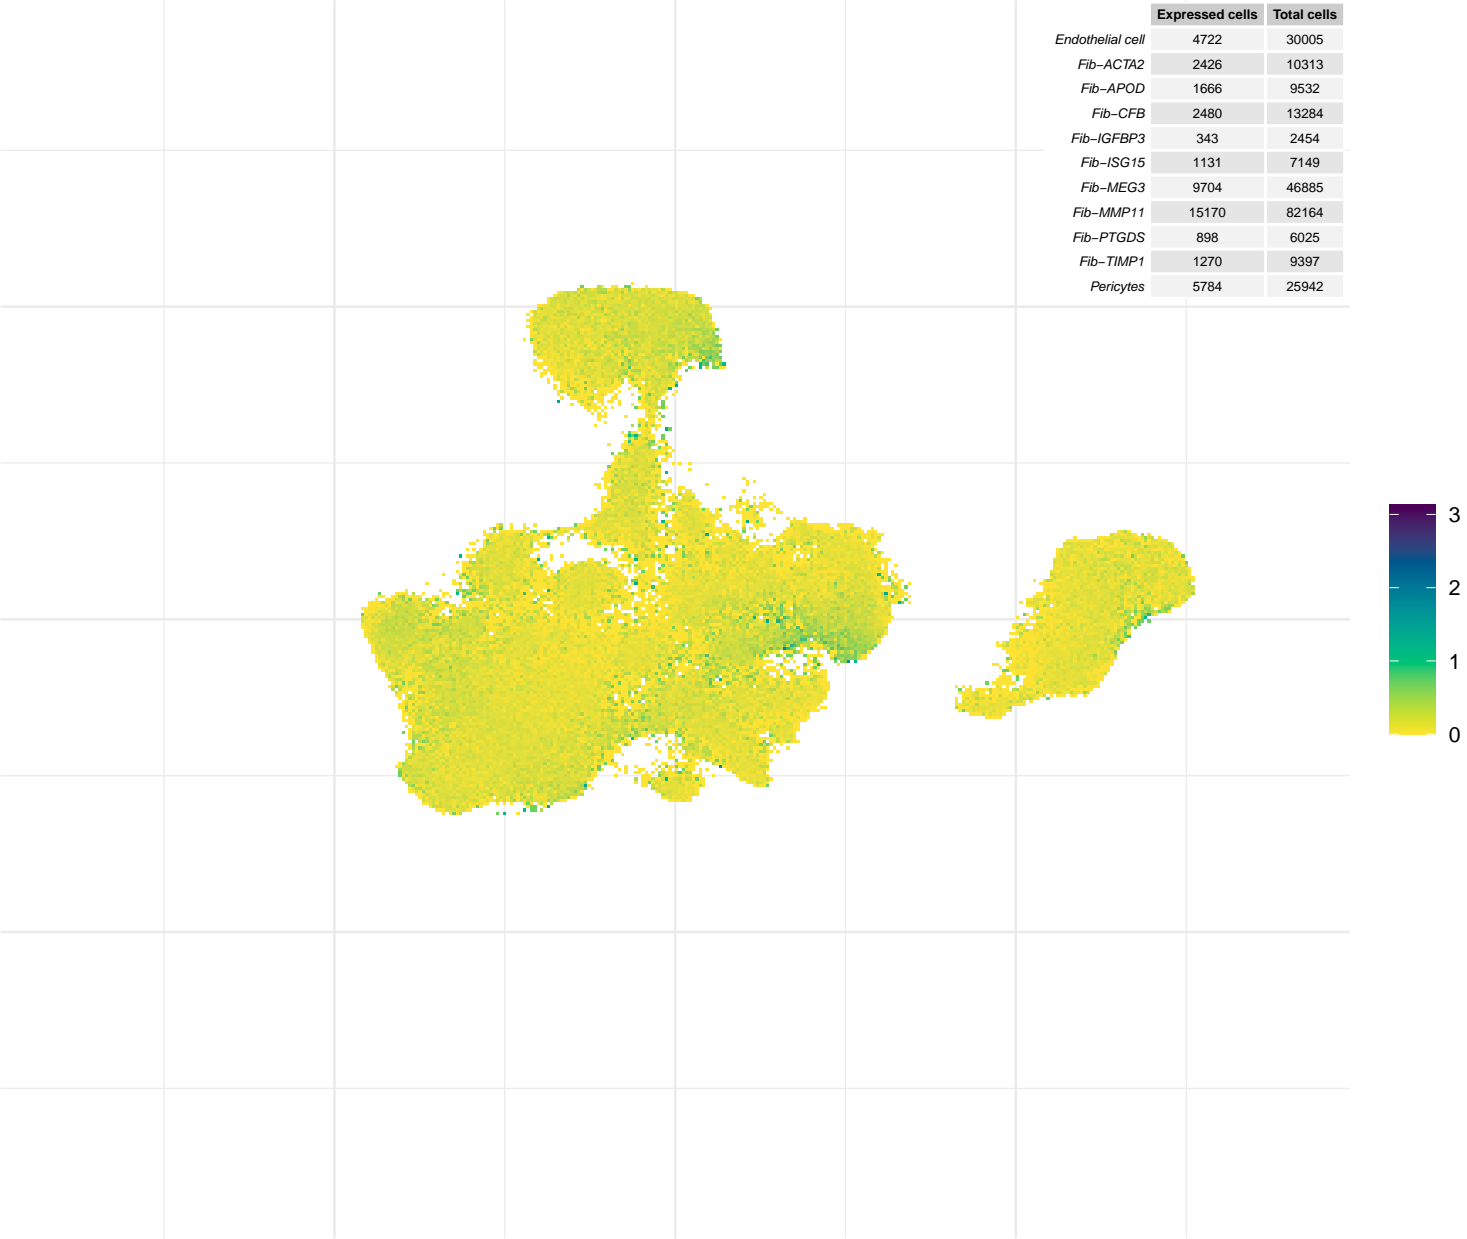 Expressed cells Total cells
Endothelial cell 4722 30005
Fib−ACTA2 2426 10313
Fib−APOD 1666 9532
Fib−CFB 2480 13284
Fib−IGFBP3 343 2454
Fib−ISG15 1131 7149
Fib−MEG3 9704 46885
Fib−MMP11 15170 82164
Fib−PTGDS 898 6025
Fib−TIMP1 1270 9397
Pericytes 5784 25942
3
2
1
0